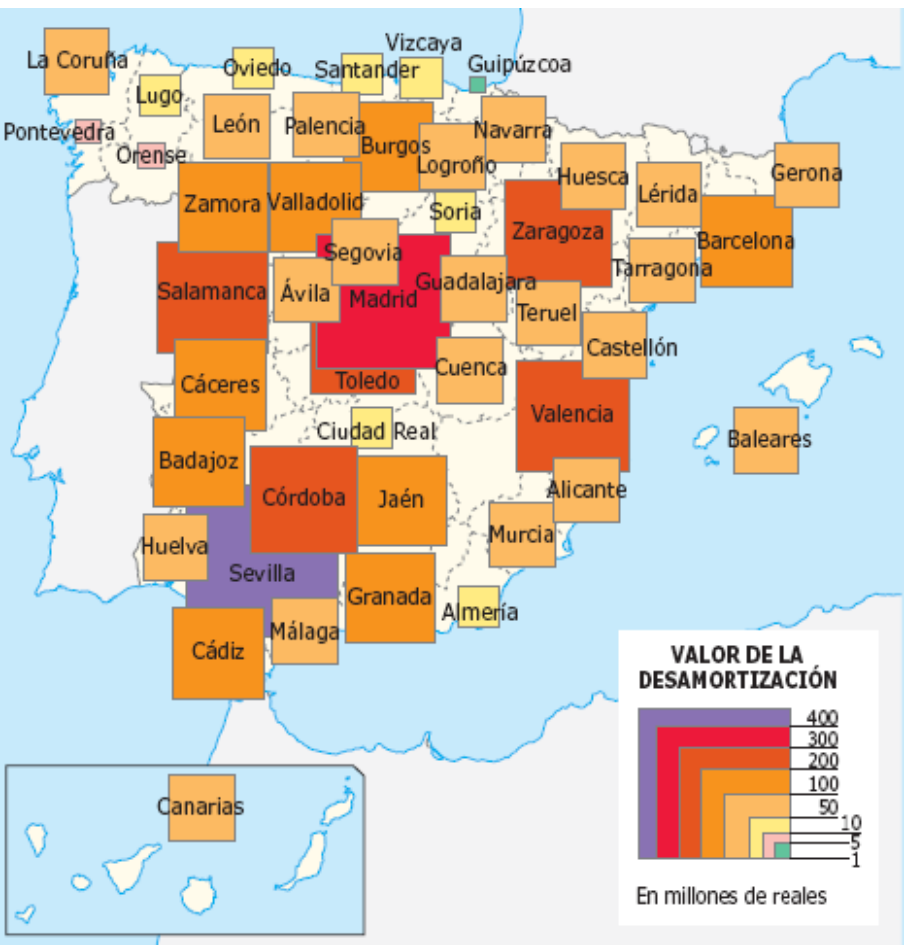 Vizcaya
La Coruña
Oviedo
Santander
Guipúzcoa
Lugo
León
Palencia
Navarra
Pontevedra
Orense
Burgos
Logroño
Huesca
Gerona
Lérida
Zamora
Valladolid
Soria
Zaragoza
Barcelona
Segovia
Salamanca
Ávila
Madrid
Guadalajara
Tarragona
Teruel
Castellón
Cáceres
Toledo
Cuenca
Valencia
Ciudad Real
Baleares
Badajoz
Córdoba
Jaén
Alicante
Huelva
Murcia
Sevilla
Granada
Almería
Málaga
Cádiz
Canarias
VALOR DE LA
DESAMORTIZACIÓN
400
300
200
100
50
10
5
1
En millones de reales